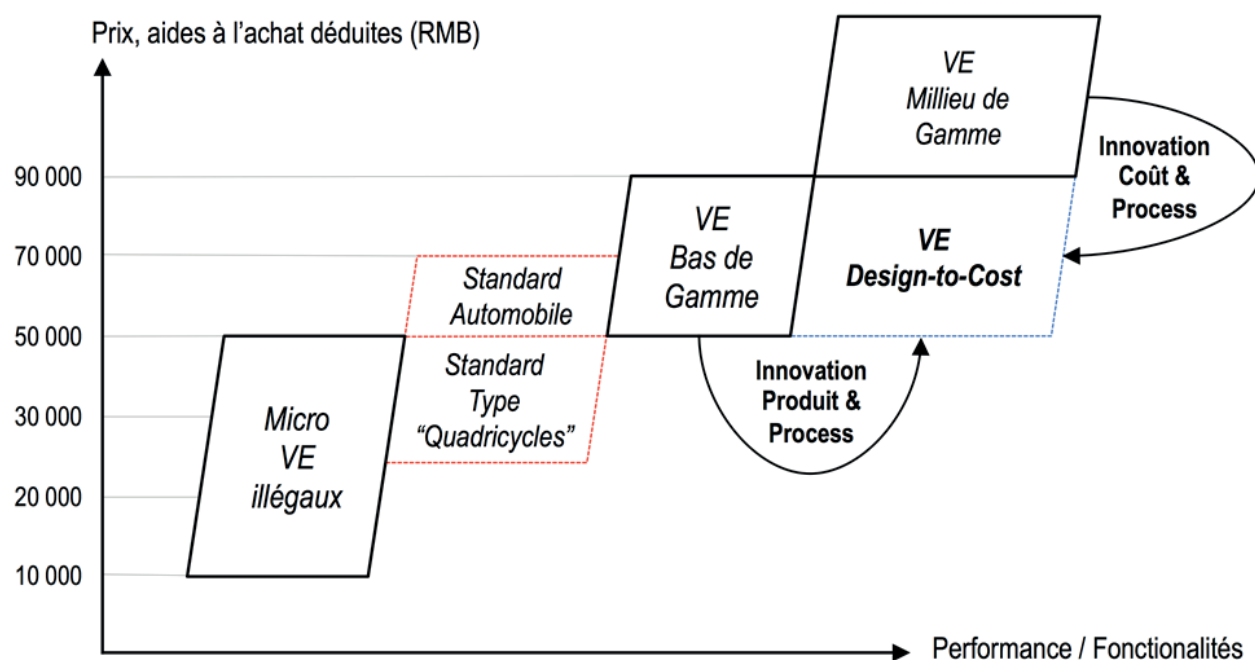 Prix, aides à l'achat déduites (RMB)
VE
Millieu de
Gamme
Innovation
Coût &
Process
90 000
VE
Bas de
Gamme
VE
Design-to-Cost
70 000
Standard
Automobile
50 000
Standard
Type
“Quadricycles”
Innovation
Produit &
Process
30 000
Micro
VE
illégaux
20 000
10 000
Performance / Fonctionalités